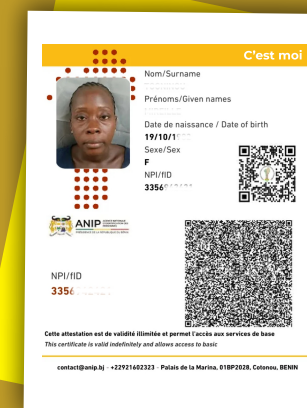 C'est moi
Nom/Surname
Prénoms/Given names
Date de naissance / Date of birth
19/10/1
Sexe/Sex
F
NPI/fID
3356
ANIP
NPI/fID
335
Cette attestation est de validité illimitée et permet l'accès aux services de base
This certificate is valid indefinitely and allows access to basic
contact@anip.bj - +22921602323 - Palais de la Marina, 01BP2028, Cotonou, BENIN